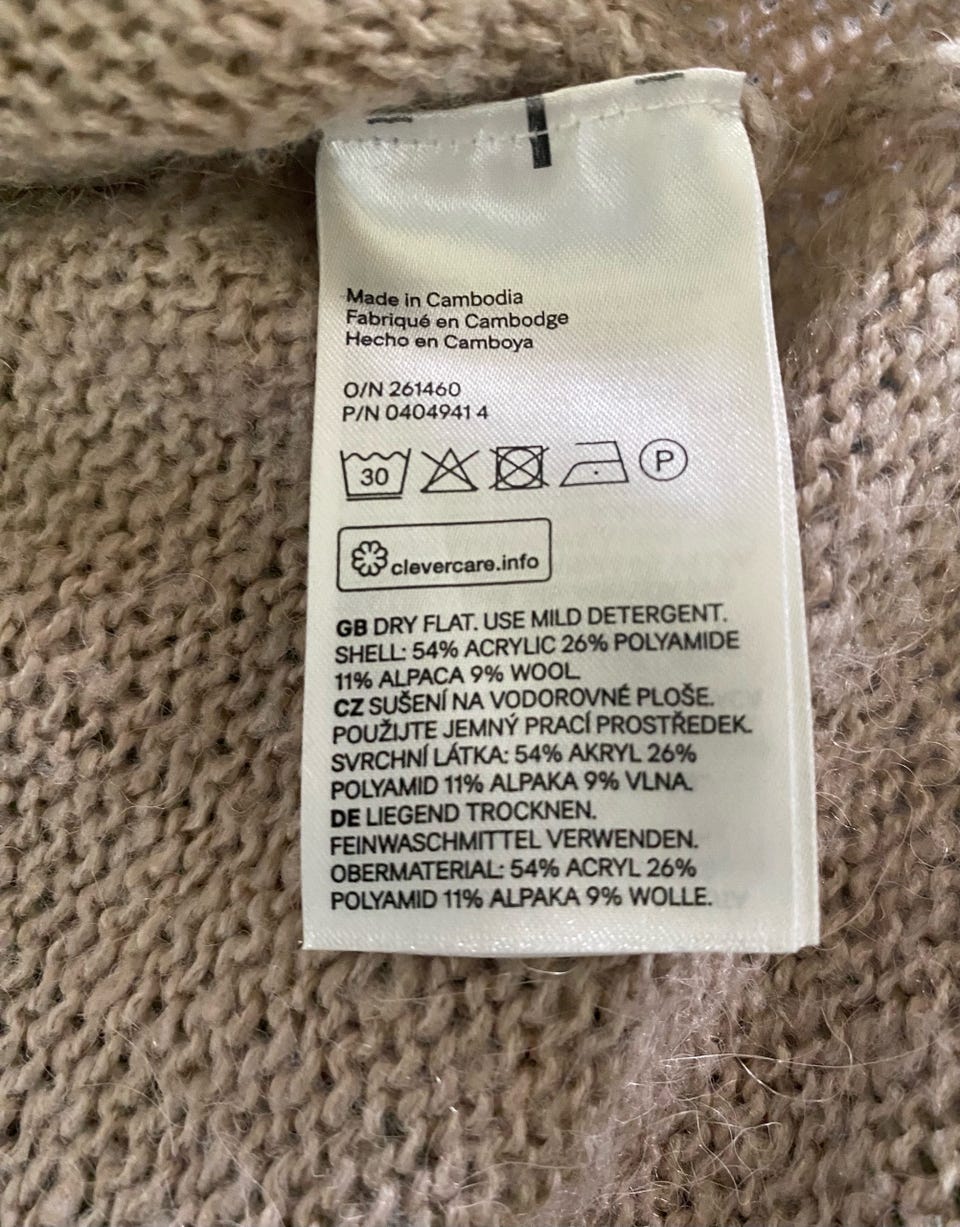 Made in Cambodia
Fabriqué en Cambodge
Hecho en Camboya
O/N 261460
P/N 0404941 4
30
P
clevercare.info
GB DRY FLAT. USE MILD DETERGENT.
SHELL: 54% ACRYLIC 26% POLYAMIDE
11% ALPACA 9% WOOL.
CZ SUŠENÍ NA VODOROVNÉ PLOŠE.
POUŽIJTE JEMNÝ PRACÍ PROSTŘEDEK.
SVRCHNÍ LÁTKA: 54% AKRYL 26%
POLYAMID 11% ALPAKA 9% VLNA.
DE LIEGEND TROCKNEN.
FEINWASCHMITTEL VERWENDEN.
OBERMATERIAL: 54% ACRYL 26%
POLYAMID 11% ALPAKA 9% WOLLE.